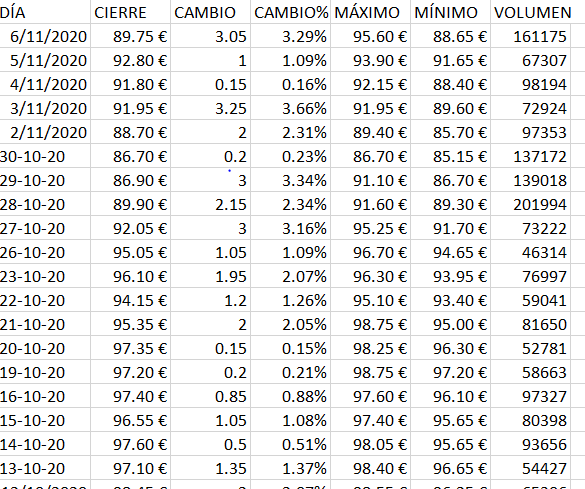 DÍA CIERRE CAMBIO CAMBIO% MÁXIMO MÍNIMO VOLUMEN
6/11/2020 89.75 € 3.05 3.29% 95.60 € 88.65 € 161175
5/11/2020 92.80 € 1 1.09% 93.90 € 91.65 € 67307
4/11/2020 91.80 € 0.15 0.16% 92.15 € 88.40 € 98194
3/11/2020 91.95 € 3.25 3.66% 91.95 € 89.60 € 72924
2/11/2020 88.70 € 2 2.31% 89.40 € 85.70 € 97353
30-10-20 86.70 € 0.2 0.23% 86.70 € 85.15 € 137172
29-10-20 86.90 € 3 3.34% 91.10 € 86.70 € 139018
28-10-20 89.90 € 2.15 2.34% 91.60 € 89.30 € 201994
27-10-20 92.05 € 3 3.16% 95.25 € 91.70 € 73222
26-10-20 95.05 € 1.05 1.09% 96.70 € 94.65 € 46314
23-10-20 96.10 € 1.95 2.07% 96.30 € 93.95 € 76997
22-10-20 94.15 € 1.2 1.26% 95.10 € 93.40 € 59041
21-10-20 95.35 € 2 2.05% 98.75 € 95.00 € 81650
20-10-20 97.35 € 0.15 0.15% 98.25 € 96.30 € 52781
19-10-20 97.20 € 0.2 0.21% 98.75 € 97.20 € 58663
16-10-20 97.40 € 0.85 0.88% 97.60 € 96.10 € 97327
15-10-20 96.55 € 1.05 1.08% 97.40 € 95.65 € 80398
14-10-20 97.60 € 0.5 0.51% 98.05 € 95.65 € 93656
13-10-20 97.10 € 1.35 1.37% 98.40 € 96.65 € 54427